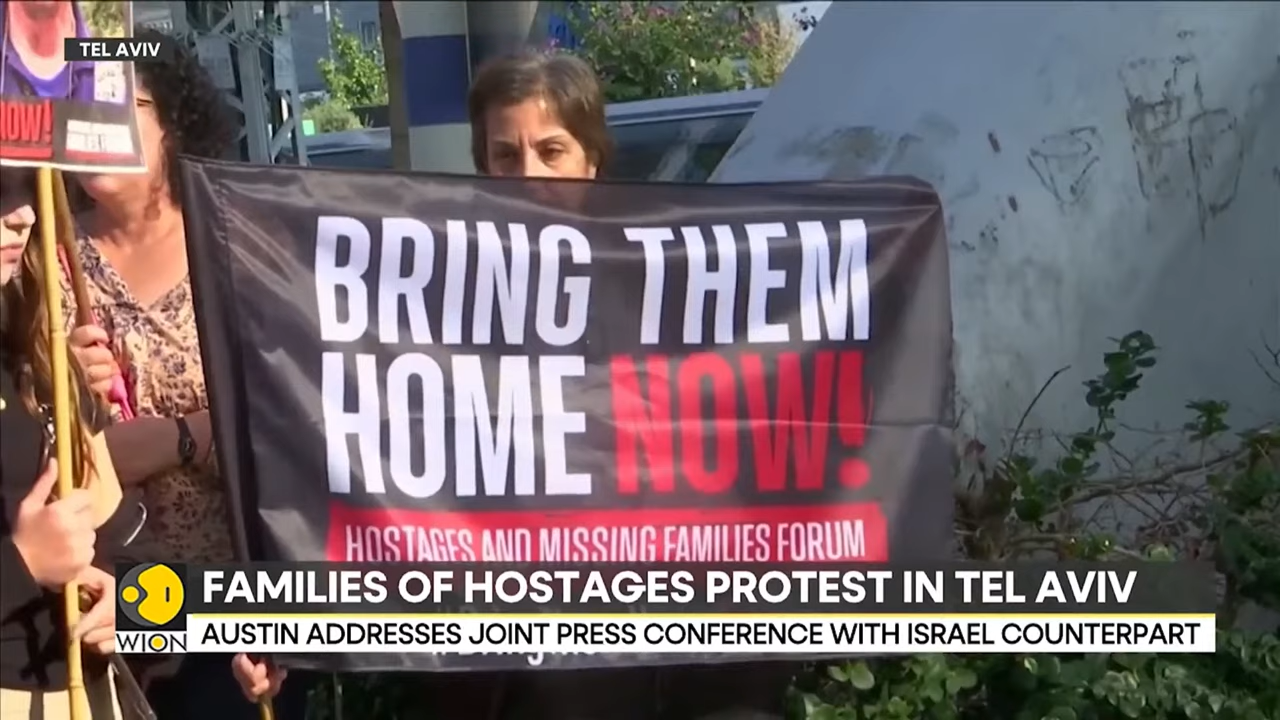 TEL AVIV
NOW!
BRING THEM
HOME NOW!
HOSTAGES AND MISSING FAMILIES FORUM
FAMILIES OF HOSTAGES PROTEST IN TEL AVIV
AUSTIN ADDRESSES JOINT PRESS CONFERENCE WITH ISRAEL COUNTERPART
WION